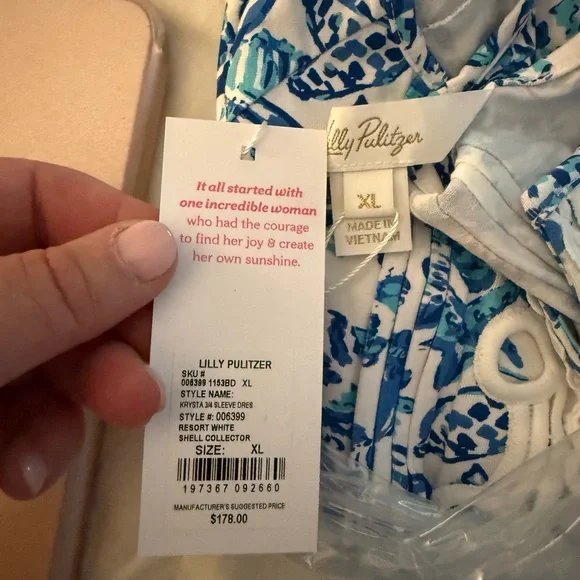 It all started with
one incredible woman
who had the courage
to find her joy & create
her own sunshine.
LILLY PULITZER
SKU #
006399 1153BD XL
STYLE NAME:
KRYSTA 3/4 SLEEVE DRES
STYLE #: 006399
RESORT WHITE
SHELL COLLECTOR
SIZE: XL
197367 092660
MANUFACTURER'S SUGGESTED PRICE
$178.00
Lilly Pulitzer
XL
MADE IN
VIETNAM